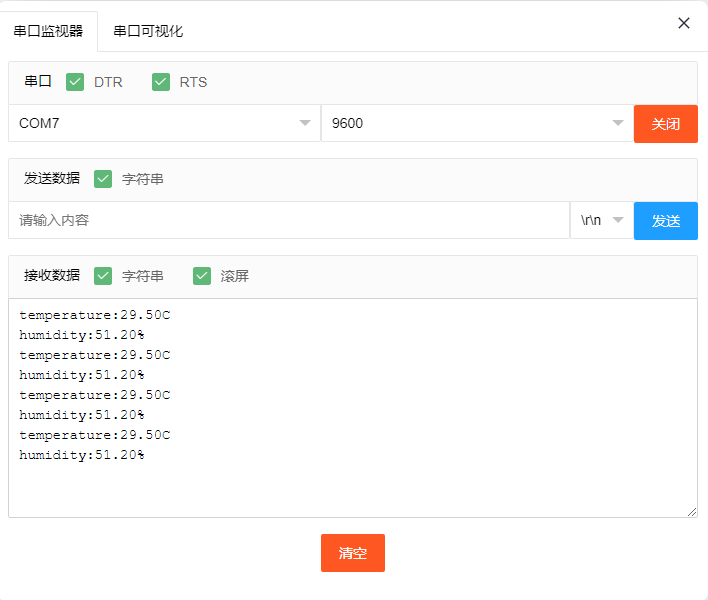 串口监视器 串口可视化
串口 DTR RTS
COM7 9600 关闭
发送数据 字符串
请输入内容 \r\n 发送
接收数据 字符串 滚屏
temperature:29.50C
humidity:51.20%
temperature:29.50C
humidity:51.20%
temperature:29.50C
humidity:51.20%
temperature:29.50C
humidity:51.20%
清空